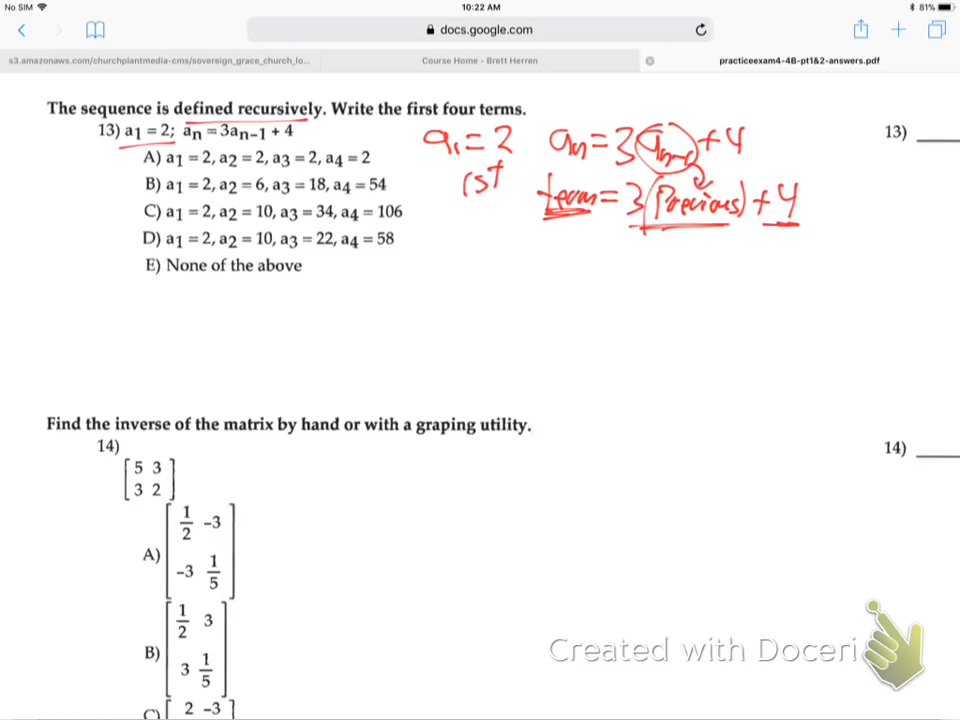 No SIM 10:22 AM 81%
docs.google.com
s3.amazonaws.com/churchplantmedia-cms/sovereign_grace_church_lo... Course Home - Brett Herren practiceexam4-4B-pt1&2-answers.pdf
The sequence is defined recursively. Write the first four terms.
13) a1 = 2; an = 3an-1 + 4 13)
a1 = 2 an = 3(an-1) + 4
1st term = 3(Previous) + 4
A) a1 = 2, a2 = 2, a3 = 2, a4 = 2
B) a1 = 2, a2 = 6, a3 = 18, a4 = 54
C) a1 = 2, a2 = 10, a3 = 34, a4 = 106
D) a1 = 2, a2 = 10, a3 = 22, a4 = 58
E) None of the above
Find the inverse of the matrix by hand or with a graping utility.
14) 14)
5 3
3 2
A)
1/2 -3
-3 1/5
B)
1/2 3
3 1/5
C)
2 -3
Created with Doceri